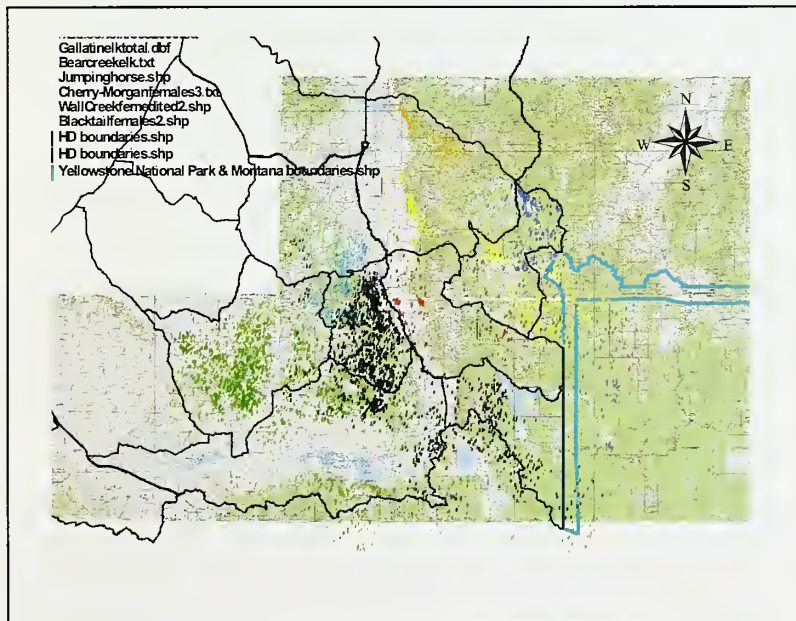 Gallatinelktotal.dbf
Bearcreekelk.txt
Jumpinghorse.shp
Cherry-Morganfemales3.txt
WallCreekfemedited2.shp
Blacktailfemales2.shp
HD boundaries.shp
HD boundaries.shp
Yellowstone National Park & Montana boundaries.shp
N
W E
S